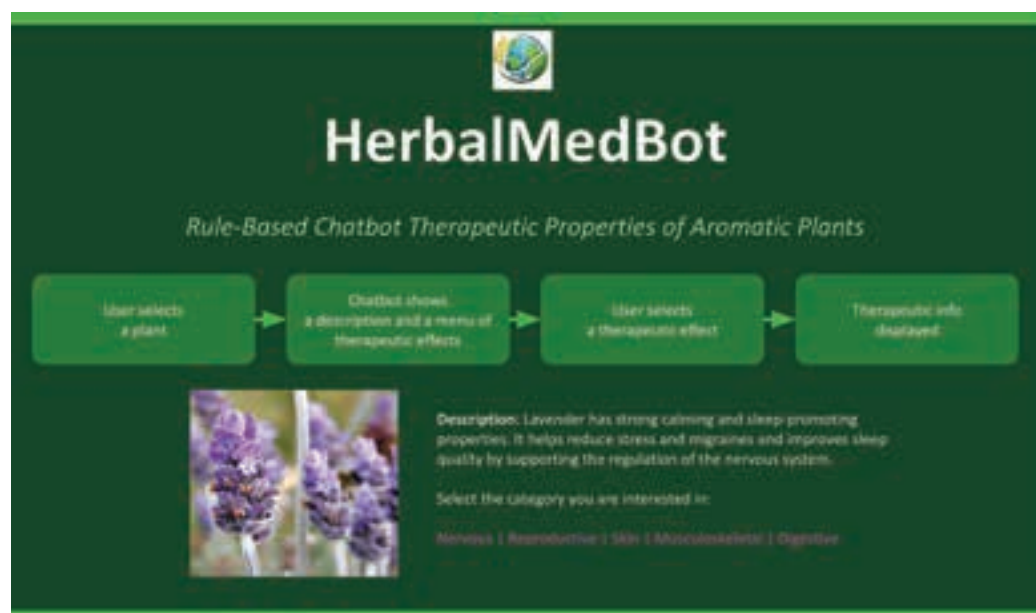 HerbalMedBot
Rule-Based Chatbot Therapeutic Properties of Aromatic Plants
User selects
a plant
Chatbot shows
a description and a menu of
therapeutic effects
User selects
a therapeutic effect
Therapeutic info
displayed
Description: Lavender has strong calming and sleep-promoting
properties. It helps reduce stress and migraines and improves sleep
quality by supporting the regulation of the nervous system.
Select the category you are interested in:
Nervous | Reproductive | Skin | Musculoskeletal | Digestive